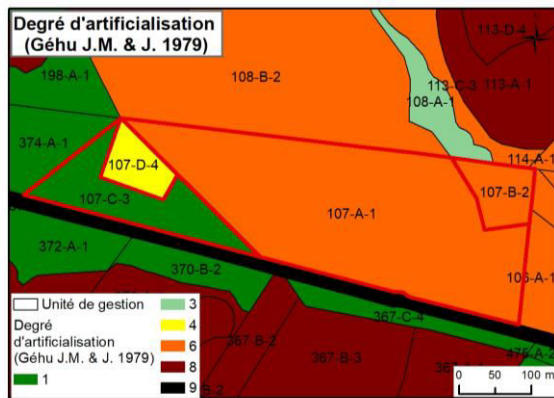 Degré d'artificialisation
(Géhu J.M. & J. 1979)
113-D-4
198-A-1
108-B-2
113-C-3
113-A-1
108-A-1
374-A-1
114-A-1
107-D-4
107-B-2
107-C-3
107-A-1
372-A-1
370-B-2
106-A-1
367-C-4
367-B-2
367-B-3
475-A-2
Unité de gestion
Degré
d'artificialisation
(Géhu J.M. & J. 1979)
1
3
4
6
8
9
0 50 100 m